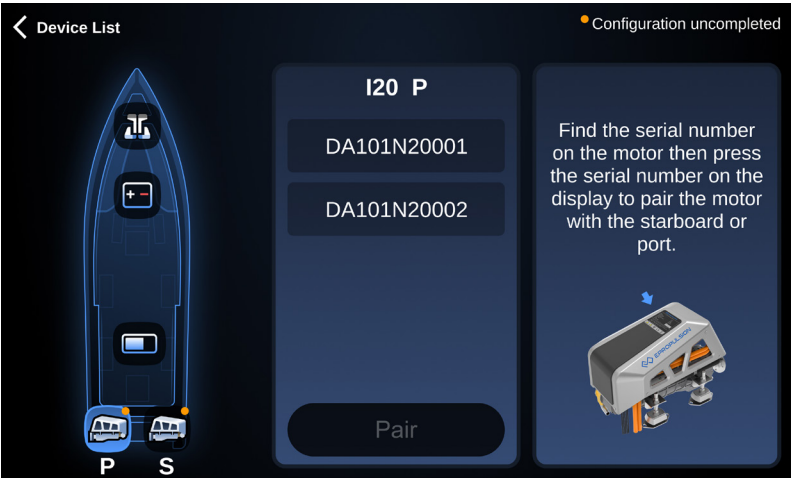 Device List
Configuration uncompleted
I20 P
DA101N20001
DA101N20002
Pair
Find the serial number
on the motor then press
the serial number on the
display to pair the motor
with the starboard or
port.
EPROPULSION
P S